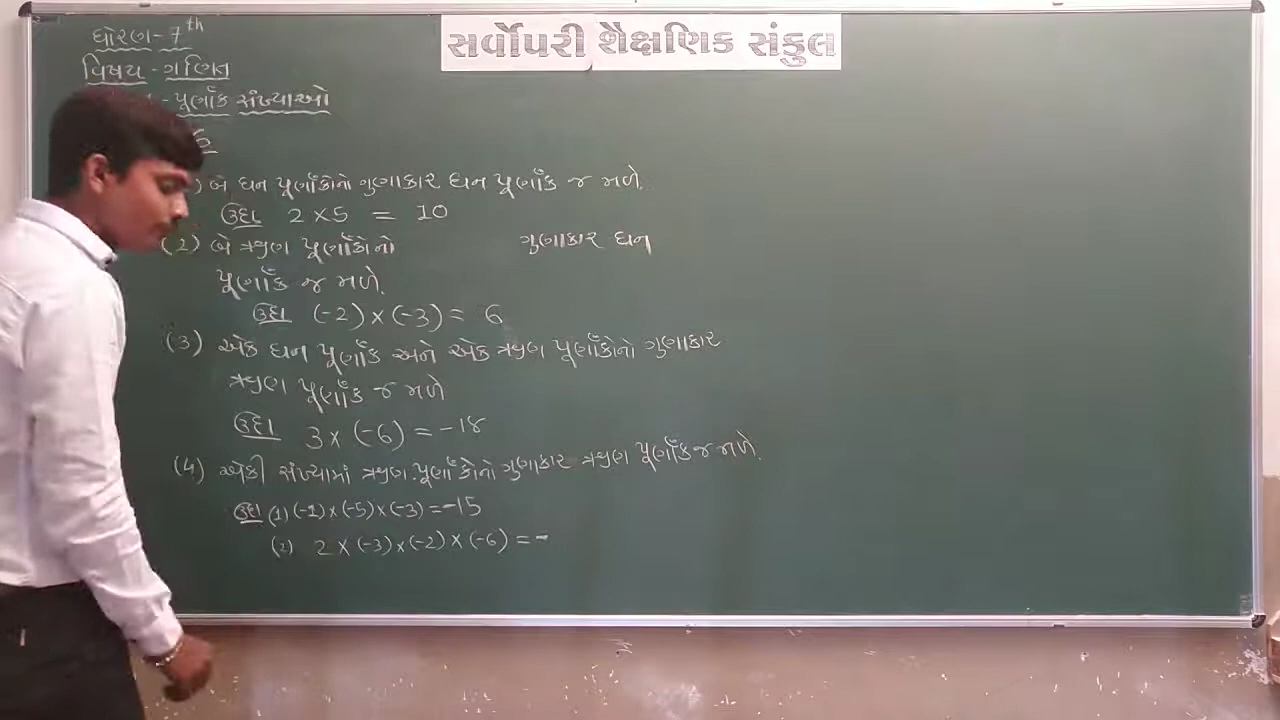 સર્વોપરી શૈક્ષણિક સંકુલ
ધોરણ-7th
વિષય - ગણિત
- પૂર્ણાંક સંખ્યાઓ
) બે ધન પૂર્ણાંકોનો ગુણાકાર ધન પૂર્ણાંક જ મળે.
ઉદા 2 × 5 = 10
(2) બે ઋણ પૂર્ણાંકોનો ગુણાકાર ધન
પૂર્ણાંક જ મળે.
ઉદા (-2) × (-3) = 6
(3) એક ધન પૂર્ણાંક અને એક ઋણ પૂર્ણાંકોનો ગુણાકાર
ઋણ પૂર્ણાંક જ મળે
ઉદા 3 × (-6) = -18
(4) એકી સંખ્યામાં ઋણ પૂર્ણાંકોનો ગુણાકાર ઋણ પૂર્ણાંક જ મળે.
ઉદા (1) (-1) × (-5) × (-3) = -15
(2) 2 × (-3) × (-2) × (-6) = -